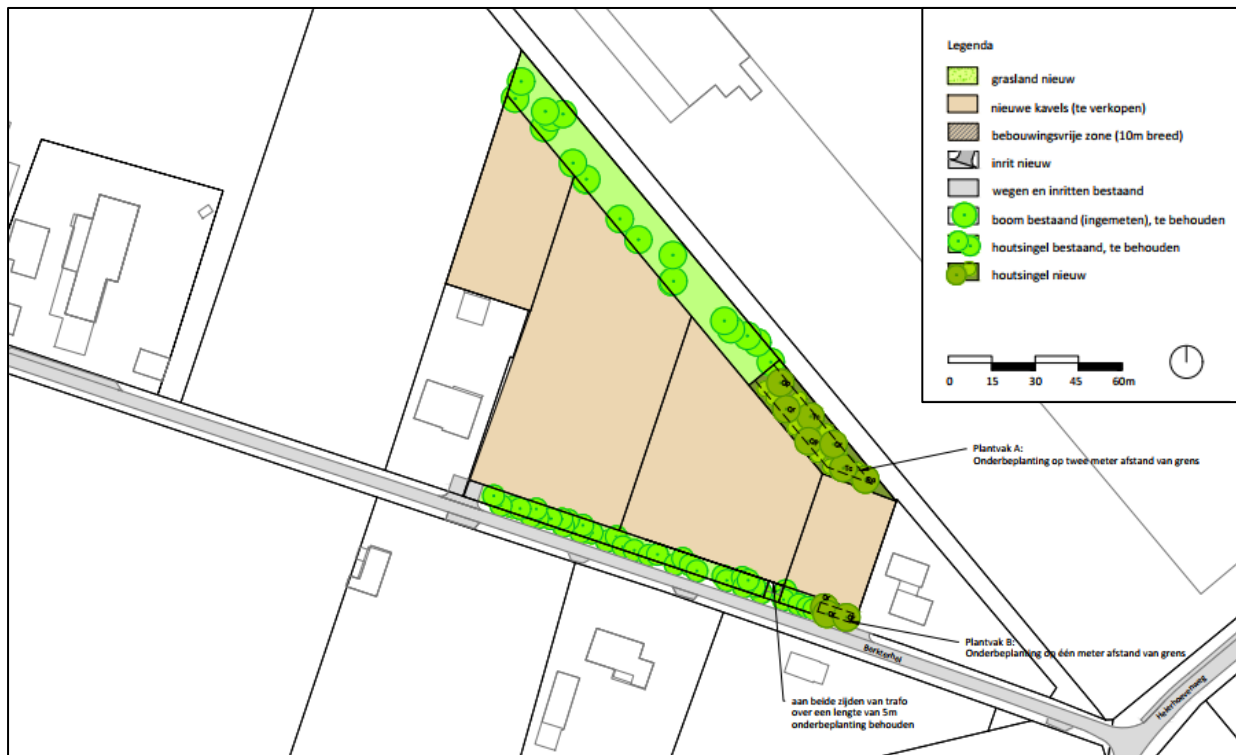 Legenda
grasland nieuw
nieuwe kavels (te verkopen)
bebouwingsvrije zone (10m breed)
inrit nieuw
wegen en inritten bestaand
boom bestaand (ingemeten), te behouden
houtsingel bestaand, te behouden
houtsingel nieuw
0 15 30 45 60m
Plantvak A:
Onderbeplanting op twee meter afstand van grens
Plantvak B:
Onderbeplanting op één meter afstand van grens
Berkterhei
Heierhoevenweg
aan beide zijden van trafo
over een lengte van 5m
onderbeplanting behouden